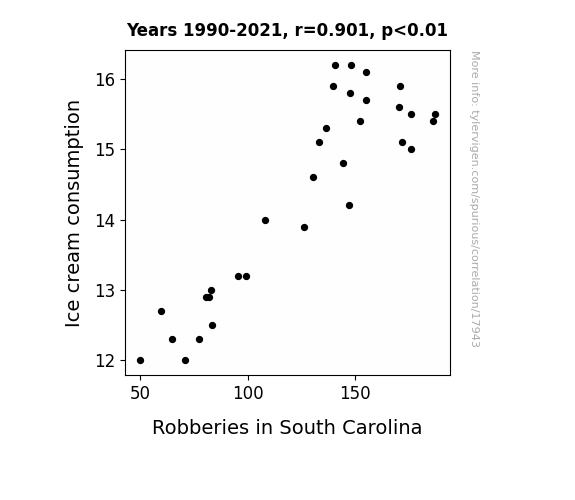 Years 1990-2021, r=0.901, p<0.01
Ice cream consumption
16
15
14
13
12
50 100 150
Robberies in South Carolina
More info: tylervigen.com/spurious/correlation/17943